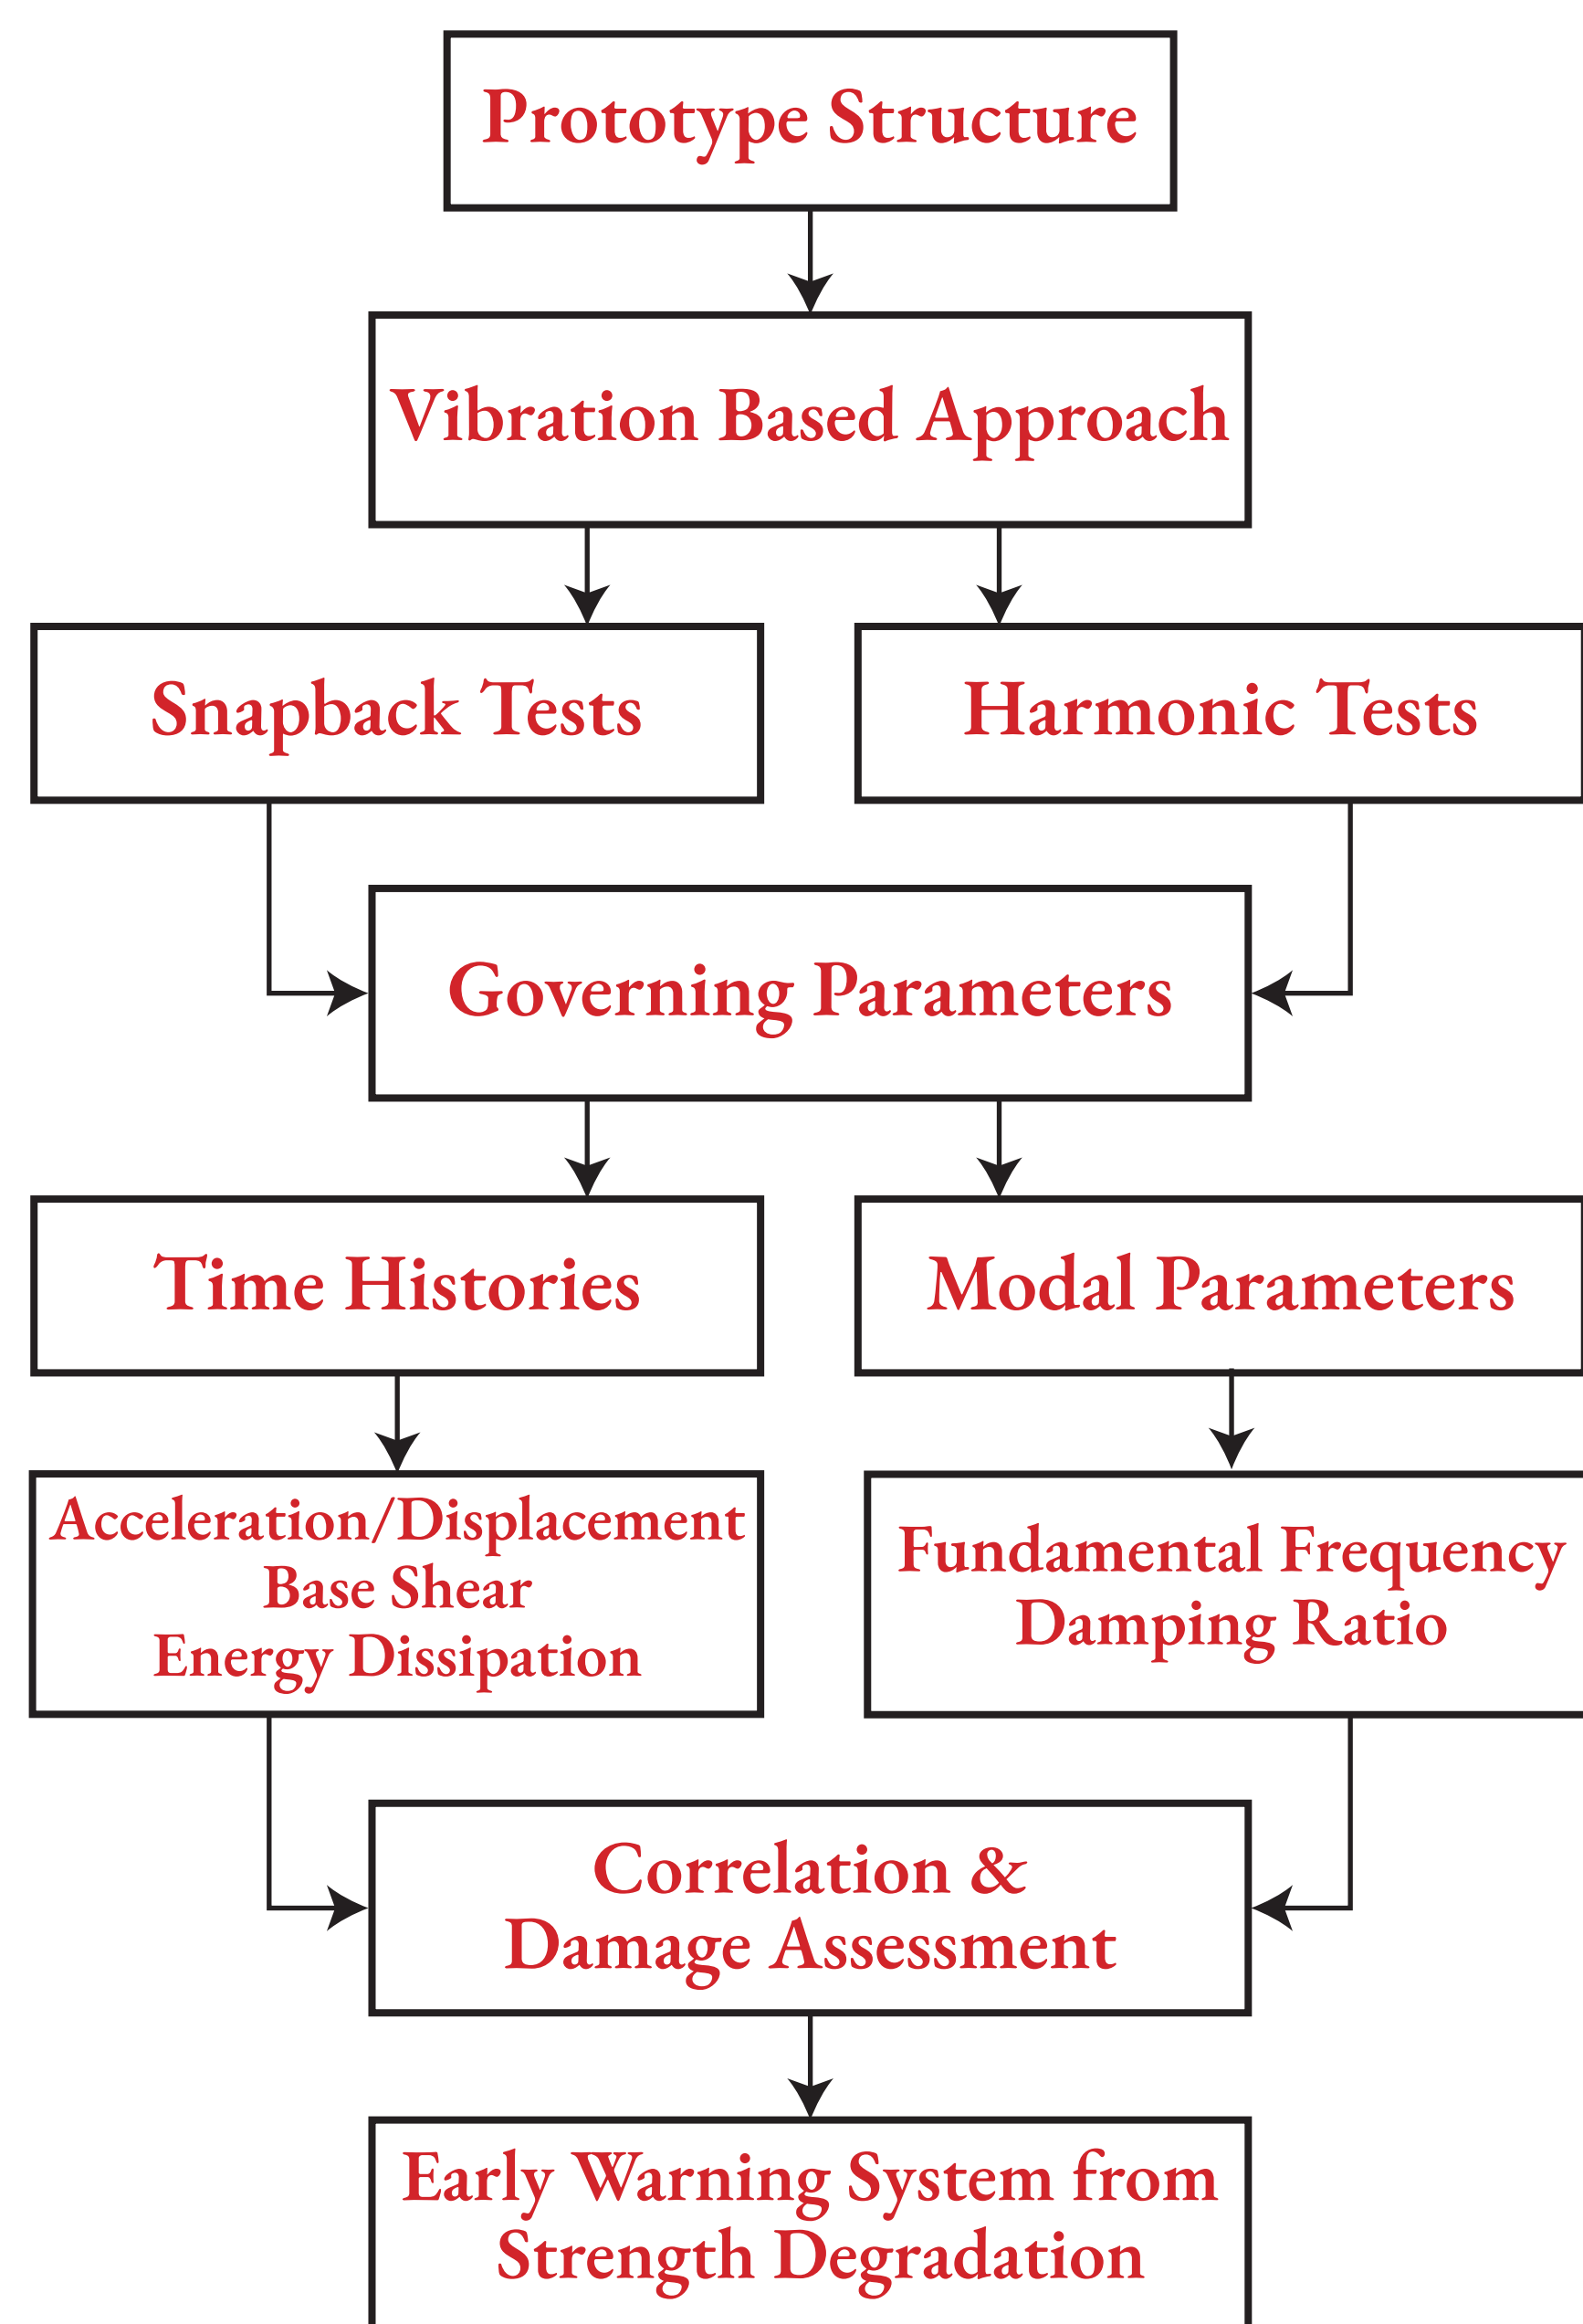 Prototype Structure
Vibration Based Approach
Snapback Tests
Harmonic Tests
Governing Parameters
Time Histories
Modal Parameters
Acceleration/Displcement
Base Shear
Energy Dissipation
Fundamental Frequency
Damping Ratio
Correlation &
Damage Assessment
Early Warning System from
Strength Degradation